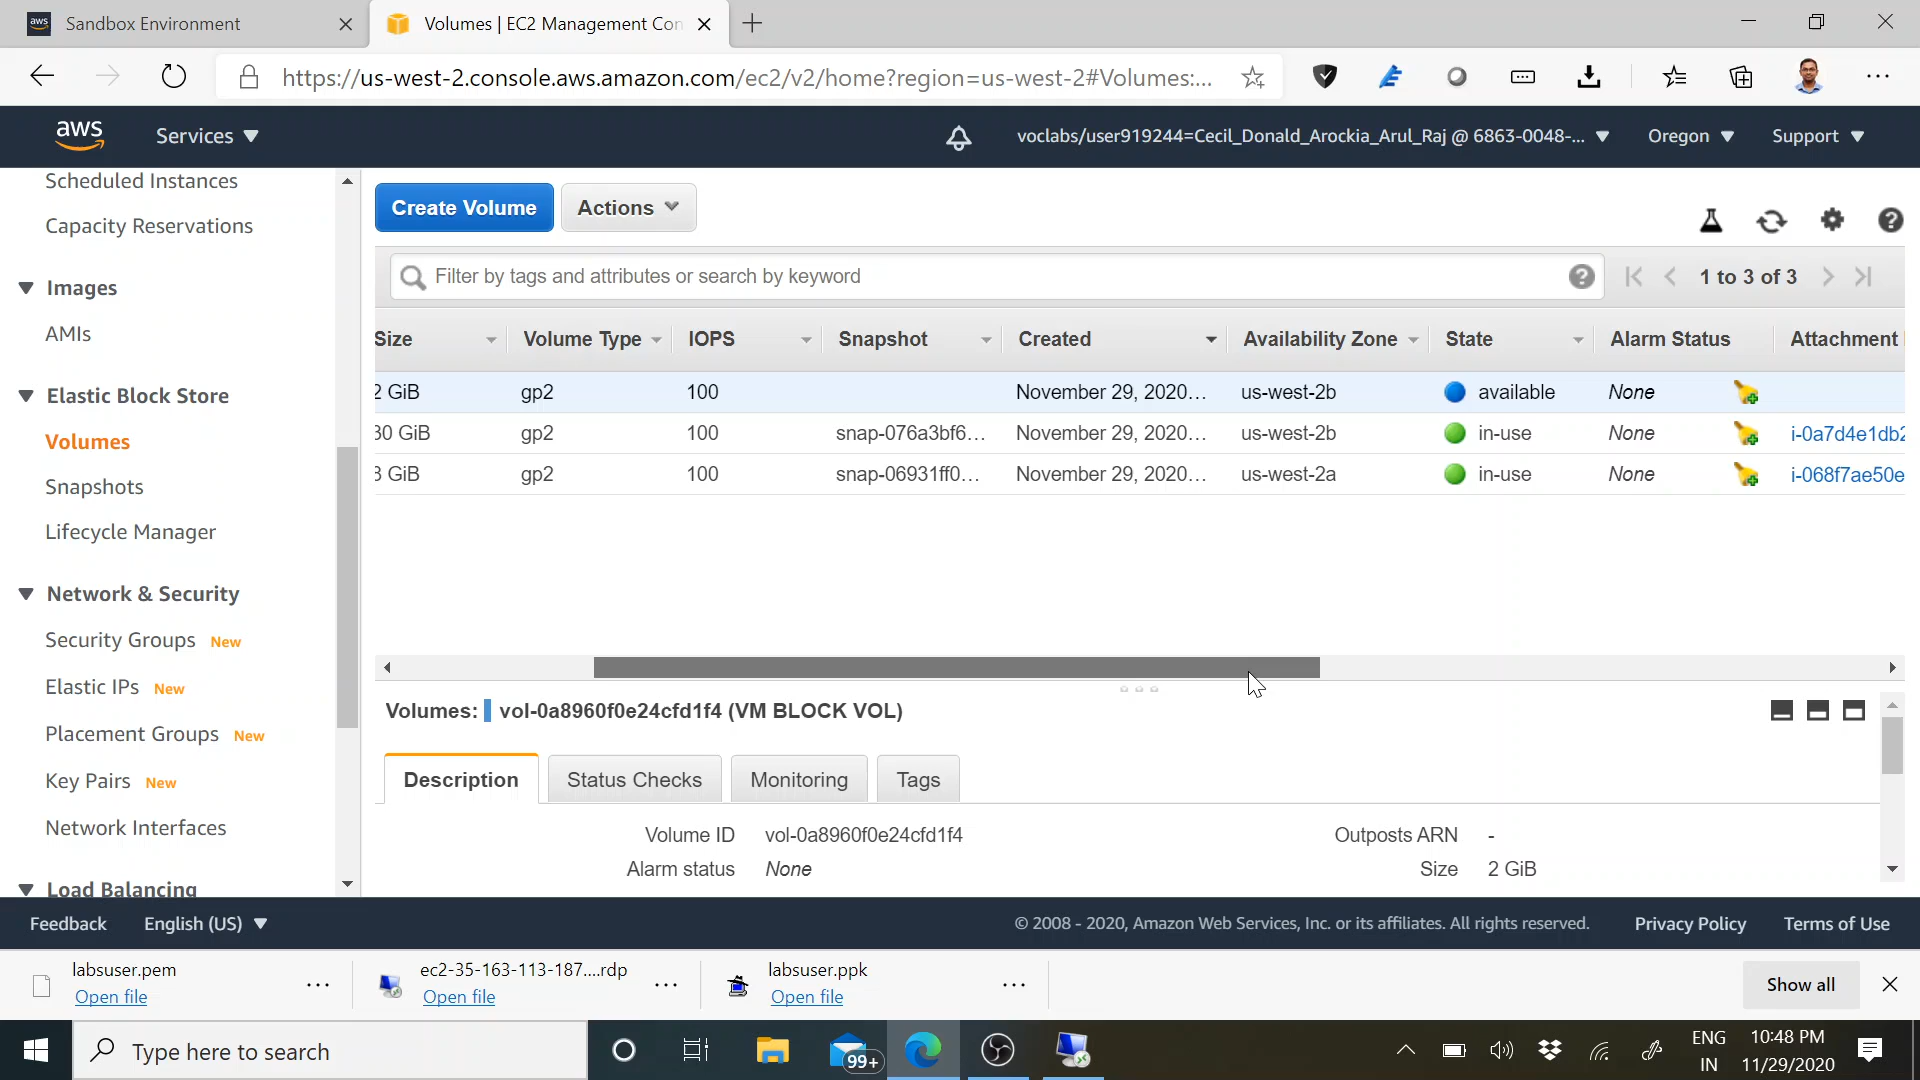 aws
Sandbox Environment
Volumes | EC2 Management Con
https://us-west-2.console.aws.amazon.com/ec2/v2/home?region=us-west-2#Volumes:...
aws
Services
voclabs/user919244=Cecil_Donald_Arockia_Arul_Raj @ 6863-0048-...
Oregon
Support
Scheduled Instances
Capacity Reservations
Images
AMIs
Elastic Block Store
Volumes
Snapshots
Lifecycle Manager
Network & Security
Security Groups New
Elastic IPs New
Placement Groups New
Key Pairs New
Network Interfaces
Load Balancing
Create Volume
Actions
Filter by tags and attributes or search by keyword
1 to 3 of 3
Size Volume Type IOPS Snapshot Created Availability Zone State Alarm Status Attachment
2 GiB gp2 100 November 29, 2020... us-west-2b available None
30 GiB gp2 100 snap-076a3bf6... November 29, 2020... us-west-2b in-use None i-0a7d4e1db2
8 GiB gp2 100 snap-06931ff0... November 29, 2020... us-west-2a in-use None i-068f7ae50e
Volumes: vol-0a8960f0e24cfd1f4 (VM BLOCK VOL)
Description
Status Checks
Monitoring
Tags
Volume ID vol-0a8960f0e24cfd1f4
Outposts ARN -
Alarm status None
Size 2 GiB
Feedback
English (US)
© 2008 - 2020, Amazon Web Services, Inc. or its affiliates. All rights reserved.
Privacy Policy
Terms of Use
labsuser.pem
Open file
ec2-35-163-113-187....rdp
Open file
labsuser.ppk
Open file
Show all
Type here to search
99+
ENG
IN
10:48 PM
11/29/2020